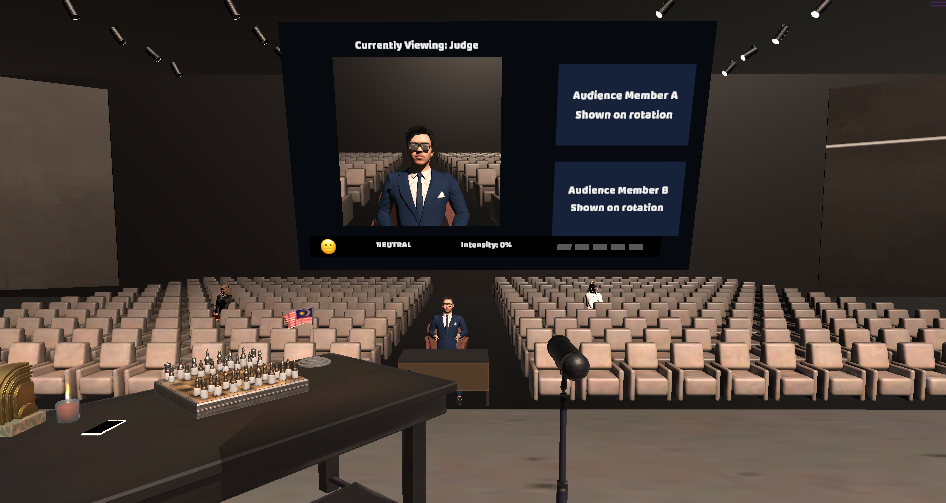 Currently Viewing: Judge
Audience Member A
Shown on rotation
Audience Member B
Shown on rotation
NEUTRAL
Intensity: 0%